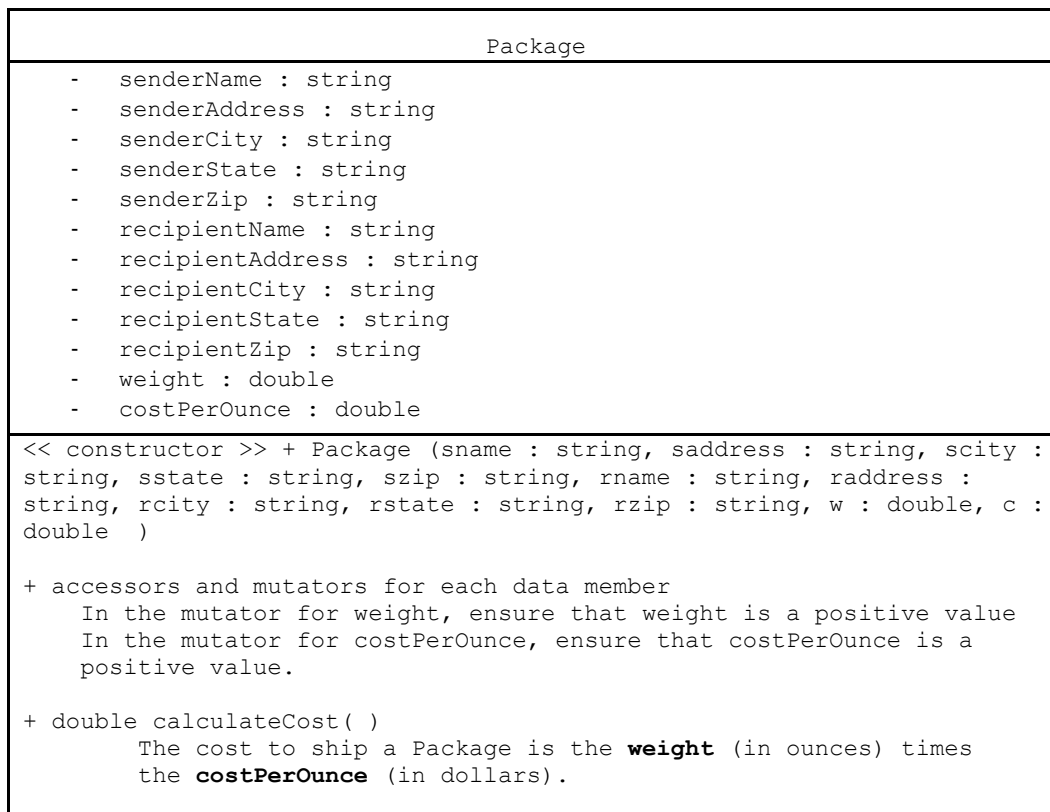 Package
- senderName : string
- senderAddress : string
- senderCity : string
- senderState : string
- senderZip : string
- recipientName : string
- recipientAddress : string
- recipientCity : string
- recipientState : string
- recipientZip : string
- weight : double
- costPerOunce : double
<< constructor >> + Package (sname : string, saddress : string, scity :
string, sstate : string, szip : string, rname : string, raddress :
string, rcity : string, rstate : string, rzip : string, w : double, c :
double )
+ accessors and mutators for each data member
In the mutator for weight, ensure that weight is a positive value
In the mutator for costPerOunce, ensure that costPerOunce is a
positive value.
+ double calculateCost( )
The cost to ship a Package is the weight (in ounces) times
the costPerOunce (in dollars).